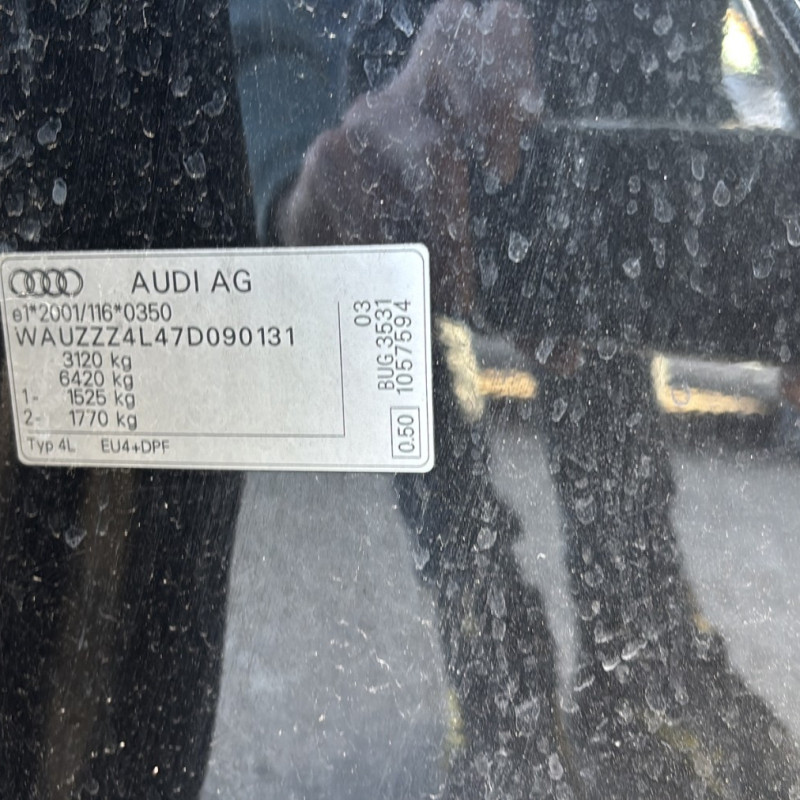 AUDI AG
e1*2001/116*0350
WAUZZZ4L47D090131
3120 kg
6420 kg
1- 1525 kg
2- 1770 kg
Typ 4L EU4+DPF
03
BUG 3531
1057594
0.50